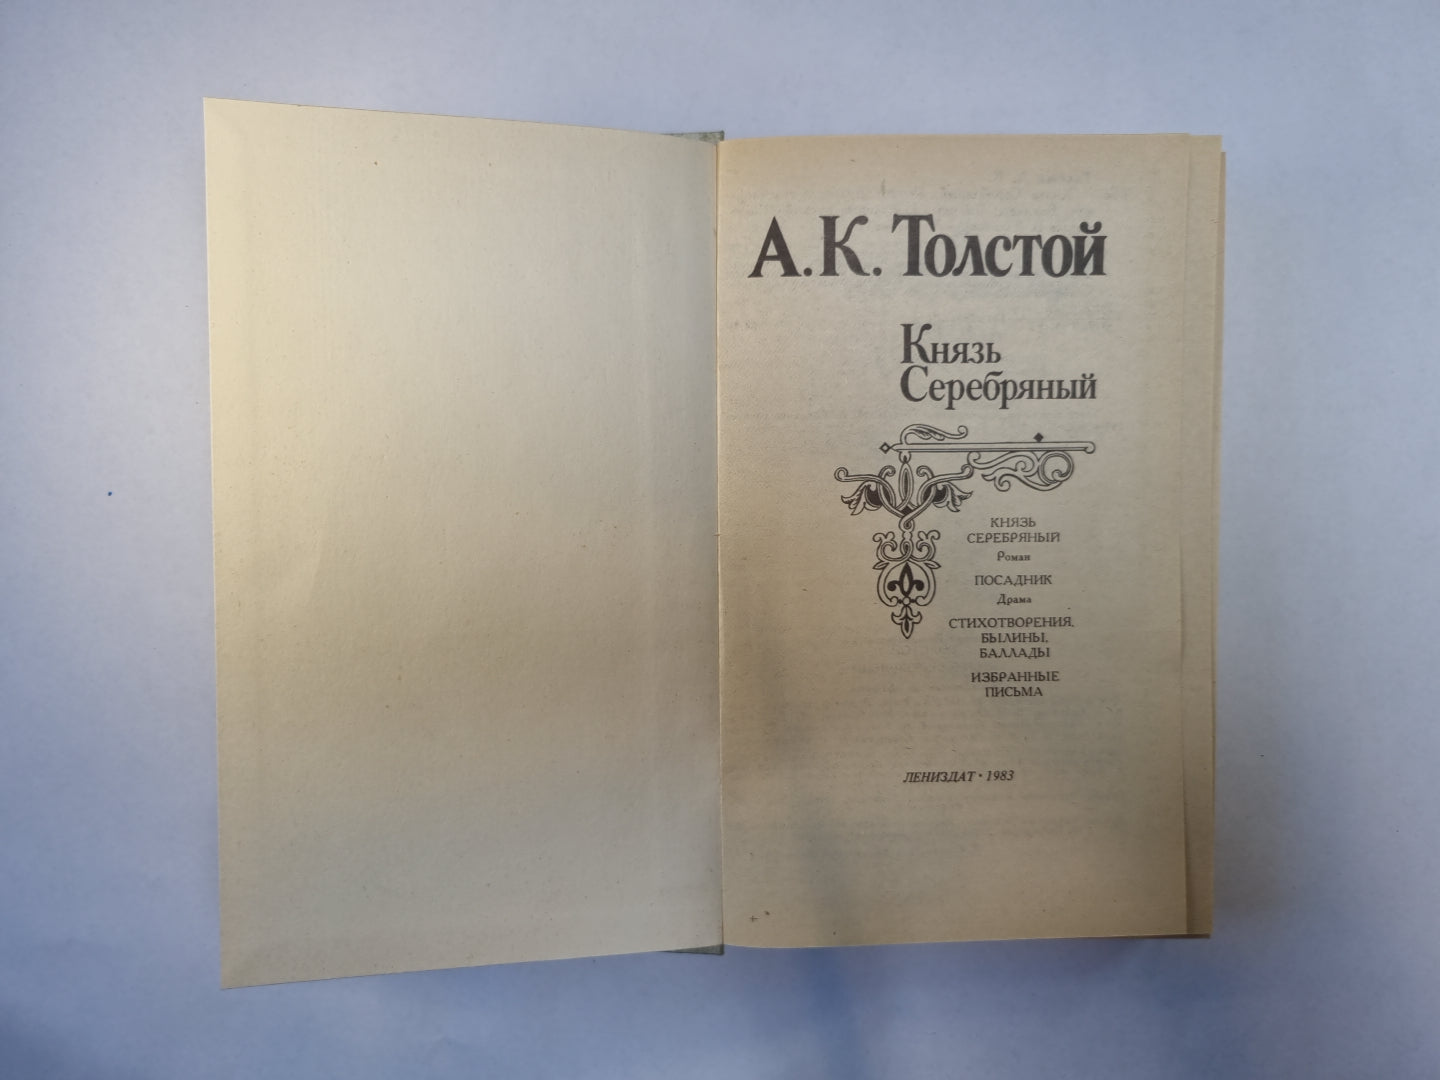 А. К. Толстой
Князь
Серебряный
КНЯЗЬ
СЕРЕБРЯНЫЙ
Роман
ПОСАДНИК
Драма
СТИХОТВОРЕНИЯ,
БЫЛИНЫ,
БАЛЛАДЫ
ИЗБРАННЫЕ
ПИСЬМА
ЛЕНИЗДАТ • 1983